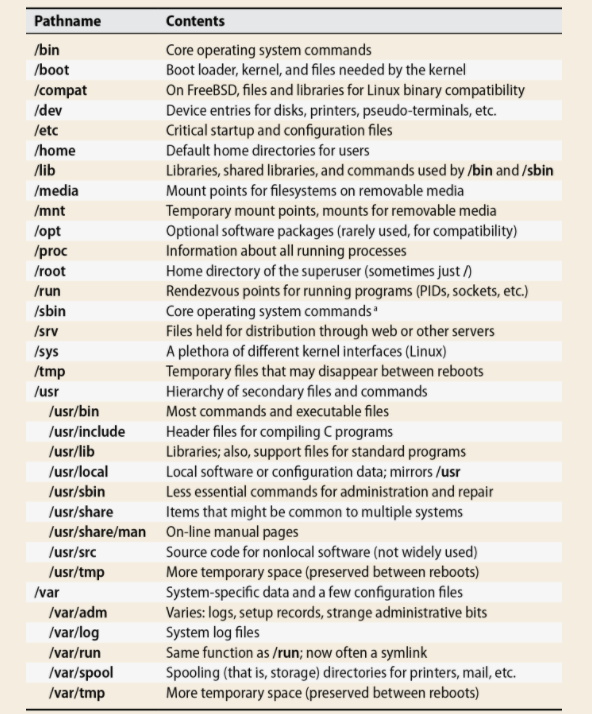 Pathname Contents
/bin Core operating system commands
/boot Boot loader, kernel, and files needed by the kernel
/compat On FreeBSD, files and libraries for Linux binary compatibility
/dev Device entries for disks, printers, pseudo-terminals, etc.
/etc Critical startup and configuration files
/home Default home directories for users
/lib Libraries, shared libraries, and commands used by /bin and /sbin
/media Mount points for filesystems on removable media
/mnt Temporary mount points, mounts for removable media
/opt Optional software packages (rarely used, for compatibility)
/proc Information about all running processes
/root Home directory of the superuser (sometimes just /)
/run Rendezvous points for running programs (PIDs, sockets, etc.)
/sbin Core operating system commands a
/srv Files held for distribution through web or other servers
/sys A plethora of different kernel interfaces (Linux)
/tmp Temporary files that may disappear between reboots
/usr Hierarchy of secondary files and commands
/usr/bin Most commands and executable files
/usr/include Header files for compiling C programs
/usr/lib Libraries; also, support files for standard programs
/usr/local Local software or configuration data; mirrors /usr
/usr/sbin Less essential commands for administration and repair
/usr/share Items that might be common to multiple systems
/usr/share/man On-line manual pages
/usr/src Source code for nonlocal software (not widely used)
/usr/tmp More temporary space (preserved between reboots)
/var System-specific data and a few configuration files
/var/adm Varies: logs, setup records, strange administrative bits
/var/log System log files
/var/run Same function as /run; now often a symlink
/var/spool Spooling (that is, storage) directories for printers, mail, etc.
/var/tmp More temporary space (preserved between reboots)